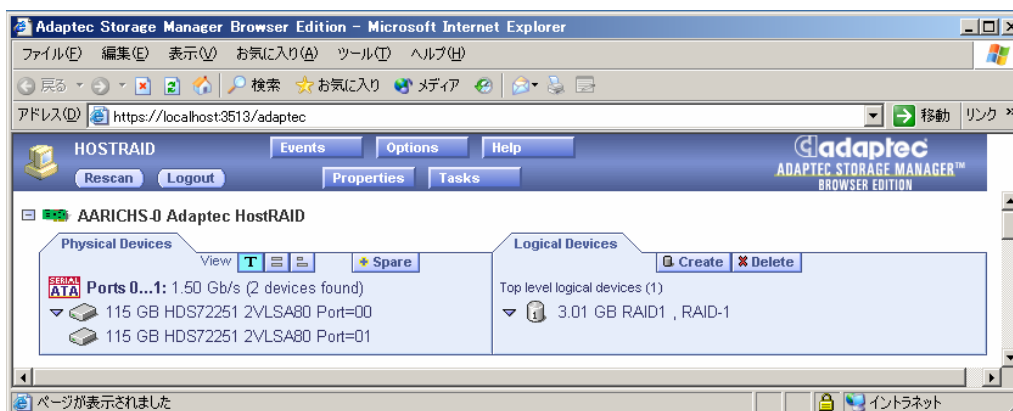 Adaptec Storage Manager Browser Edition - Microsoft Internet Explorer
ファイル(F) 編集(E) 表示(V) お気に入り(A) ツール(T) ヘルプ(H)
戻る 検索 お気に入り メディア
アドレス(D) https://localhost:3513/adaptec 移動 リンク »
HOSTRAID Events Options Help adaptec
Rescan Logout Properties Tasks ADAPTEC STORAGE MANAGER™
BROWSER EDITION
AARICHS-0 Adaptec HostRAID
Physical Devices
View T + Spare
SERIAL ATA Ports 0...1: 1.50 Gb/s (2 devices found)
115 GB HDS72251 2VLSA80 Port=00
115 GB HDS72251 2VLSA80 Port=01
Logical Devices
Create Delete
Top level logical devices (1)
1 3.01 GB RAID1 , RAID-1
ページが表示されました イントラネット